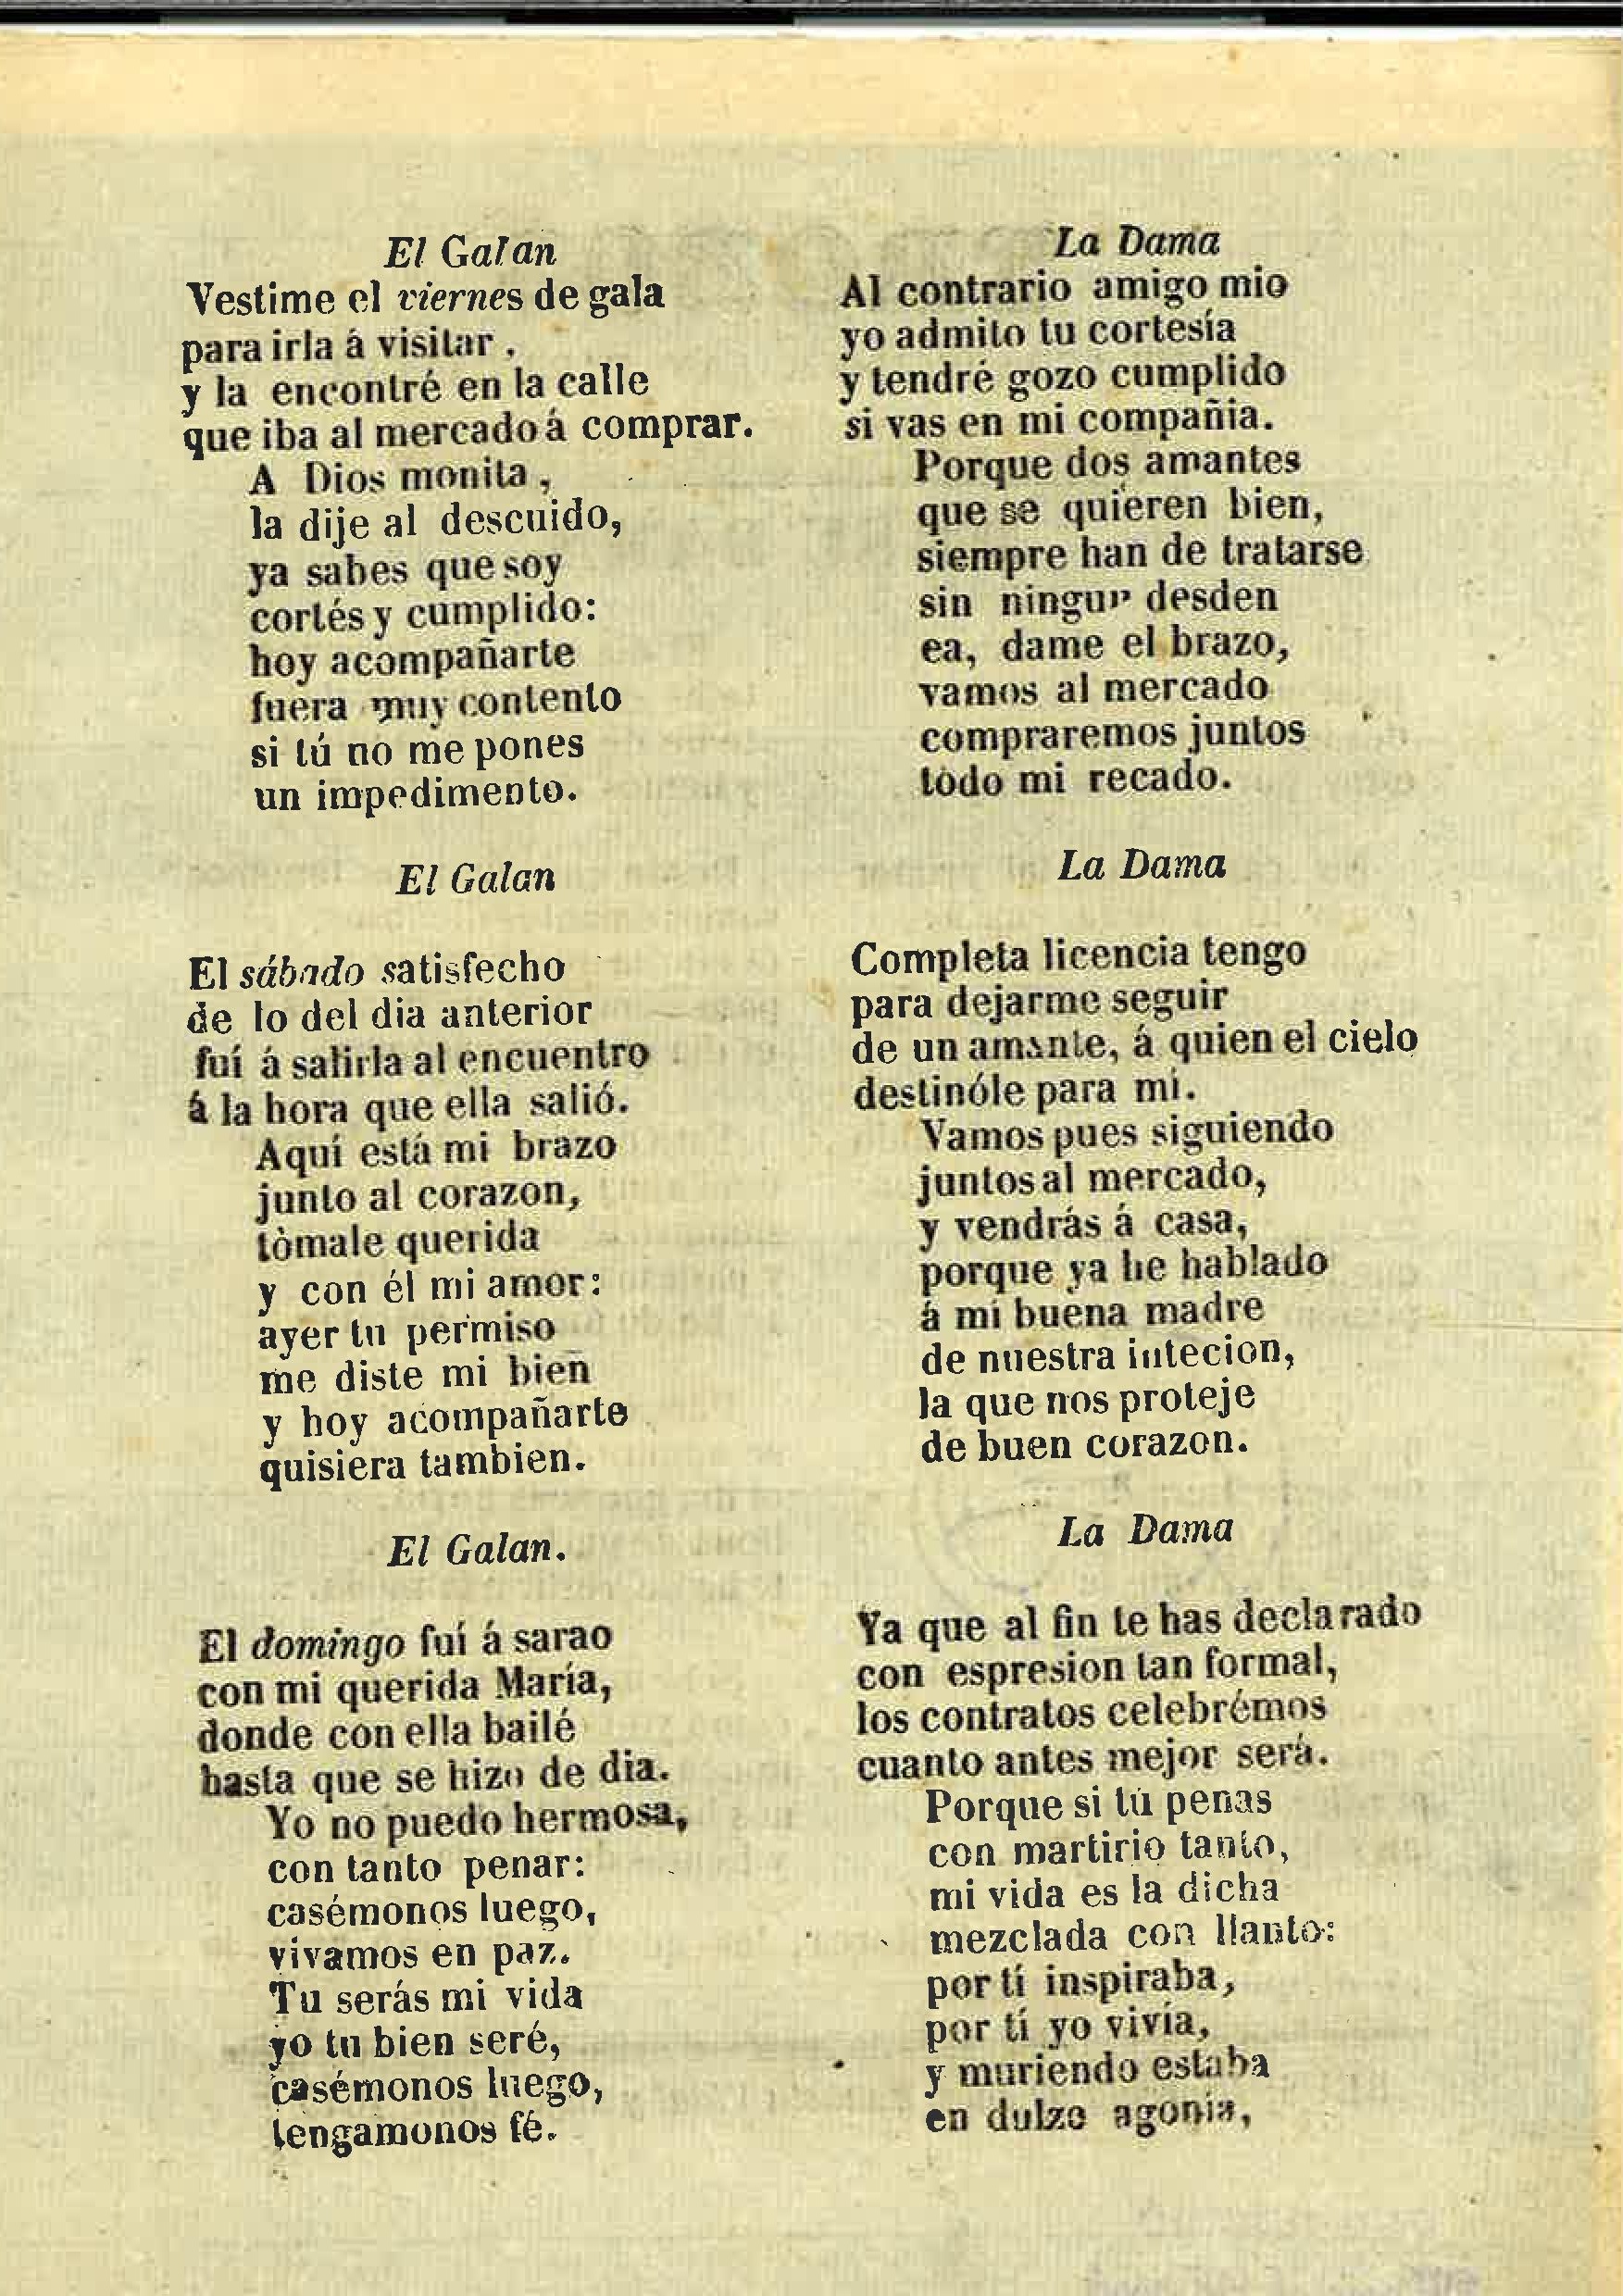 El Galan
Vestime el viernes de gala
para irla á visitar ,
y la encontré en la calle
que iba al mercado á comprar.
A Dios monita ,
la dije al descuido,
ya sabes que soy
cortés y cumplido:
hoy acompañarte
fuera muy contento
si tú no me pones
un impedimento.
El Galan
El sábado satisfecho
de lo del dia anterior
fuí á salirla al encuentro
á la hora que ella salió.
Aquí está mi brazo
junto al corazon,
tòmale querida
y con él mi amor:
ayer tu permiso
me diste mi bien
y hoy acompañarte
quisiera tambien.
El Galan.
El domingo fuí á sarao
con mi querida María,
donde con ella bailé
hasta que se hizo de dia.
Yo no puedo hermosa,
con tanto penar:
casémonos luego,
vivamos en paz.
Tu serás mi vida
yo tu bien seré,
casémonos luego,
tengamonos fé.
La Dama
Al contrario amigo mio
yo admito tu cortesía
y tendré gozo cumplido
si vas en mi compañia.
Porque dos amantes
que se quieren bien,
siempre han de tratarse
sin ningun desden
ea, dame el brazo,
vamos al mercado
compraremos juntos
tòdo mi recado.
La Dama
Completa licencia tengo
para dejarme seguir
de un amante, á quien el cielo
destinóle para mi.
Vamos pues siguiendo
juntos al mercado,
y vendrás á casa,
porque ya he hablado
á mi buena madre
de nuestra intecion,
la que nos proteje
de buen corazon.
La Dama
Ya que al fin te has declarado
con espresion tan formal,
los contratos celebrémos
cuanto antes mejor será.
Porque si tú penas
con martirio tanto,
mi vida es la dicha
mezclada con llanto:
por tí inspiraba,
por tí yo vivía,
y muriendo estaba
en dulze agonía,